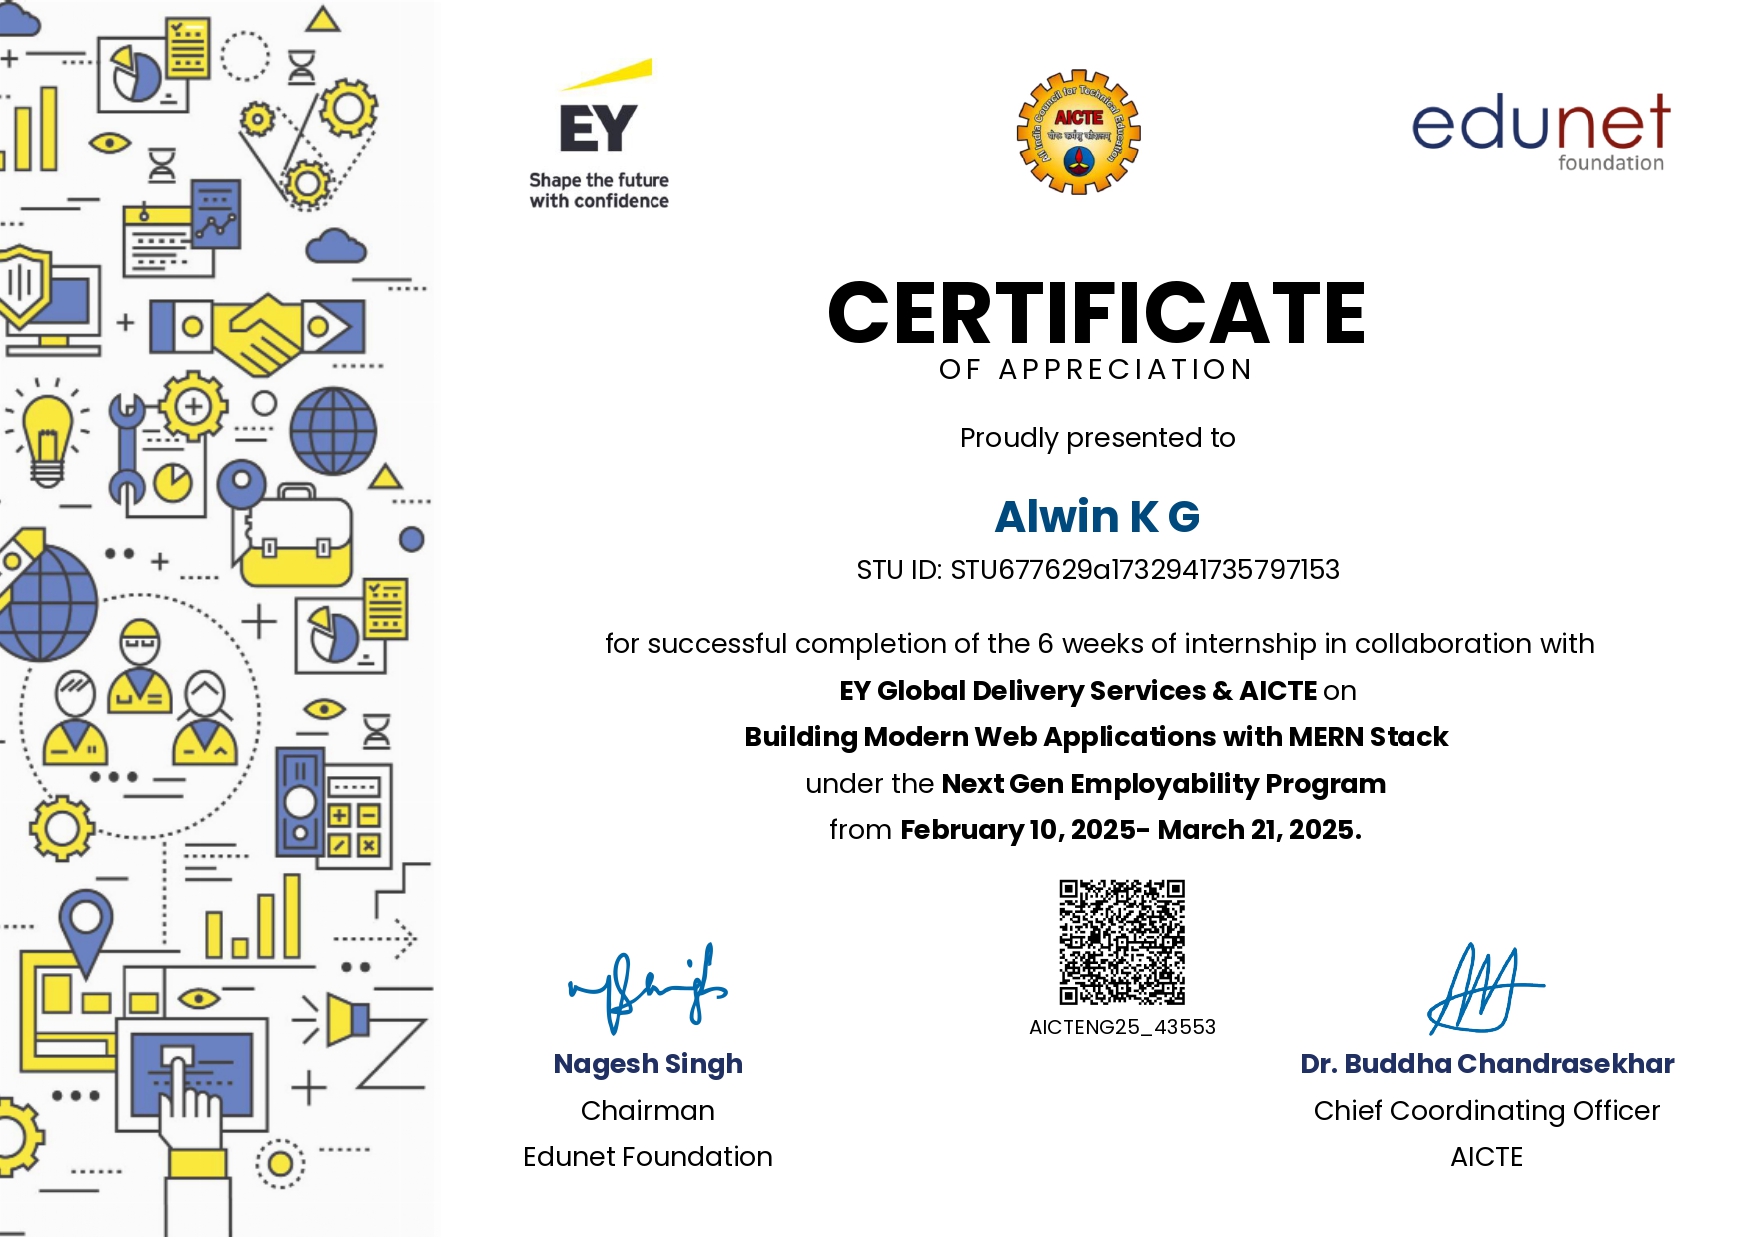 EY
Shape the future
with confidence
All India Council for Technical Education
AICTE
edunet
foundation
CERTIFICATE
OF APPRECIATION
Proudly presented to
Alwin K G
STU ID: STU677629a1732941735797153
for successful completion of the 6 weeks of internship in collaboration with
EY Global Delivery Services & AICTE on
Building Modern Web Applications with MERN Stack
under the Next Gen Employability Program
from February 10, 2025- March 21, 2025.
AICTENG25_43553
Nagesh Singh
Chairman
Edunet Foundation
Dr. Buddha Chandrasekhar
Chief Coordinating Officer
AICTE